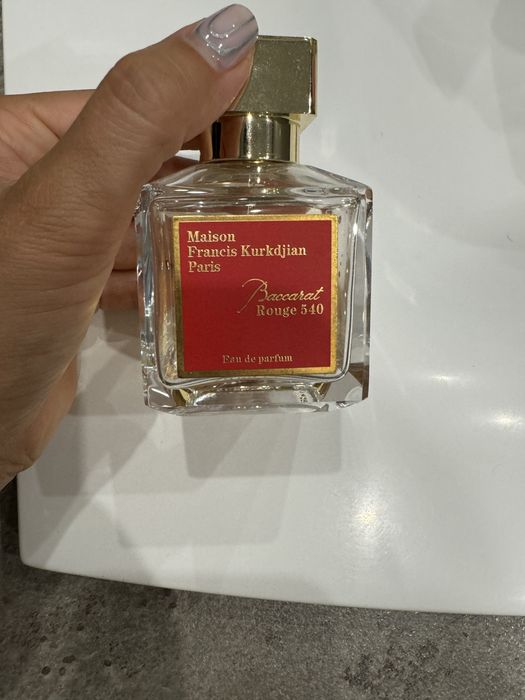 Maison
Francis Kurkdjian
Paris
Baccarat
Rouge 540
Eau de parfum